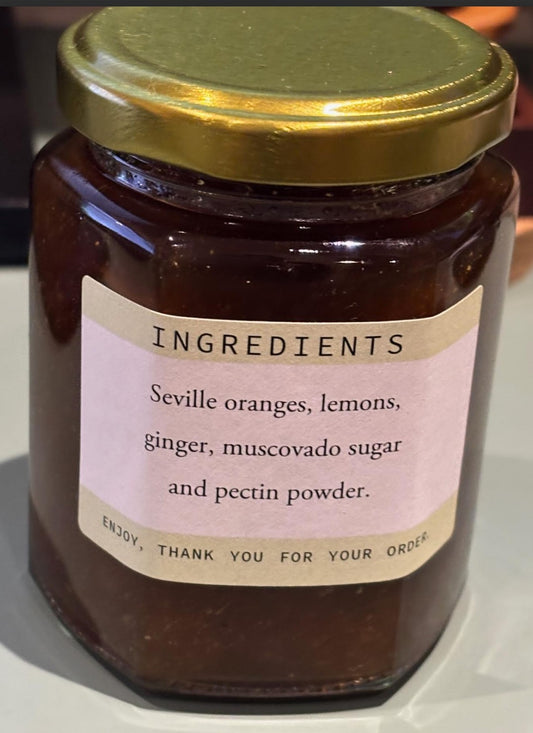 INGREDIENTS
Seville oranges, lemons,
ginger, muscovado sugar
and pectin powder.
ENJOY, THANK YOU FOR YOUR ORDER.